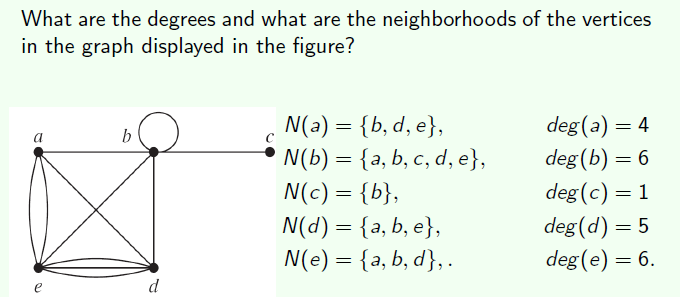 What are the degrees and what are the neighborhoods of the vertices
in the graph displayed in the figure?
a b c
e d
N(a) = {b, d, e}, deg(a) = 4
N(b) = {a, b, c, d, e}, deg(b) = 6
N(c) = {b}, deg(c) = 1
N(d) = {a, b, e}, deg(d) = 5
N(e) = {a, b, d}, . deg(e) = 6.